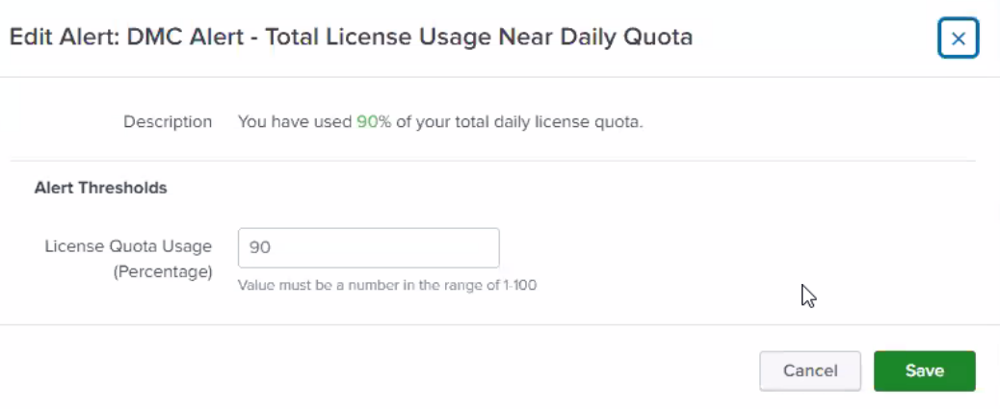 Edit Alert: DMC Alert - Total License Usage Near Daily Quota
Description You have used 90% of your total daily license quota.
Alert Thresholds
License Quota Usage
(Percentage)
90
Value must be a number in the range of 1-100
Cancel Save